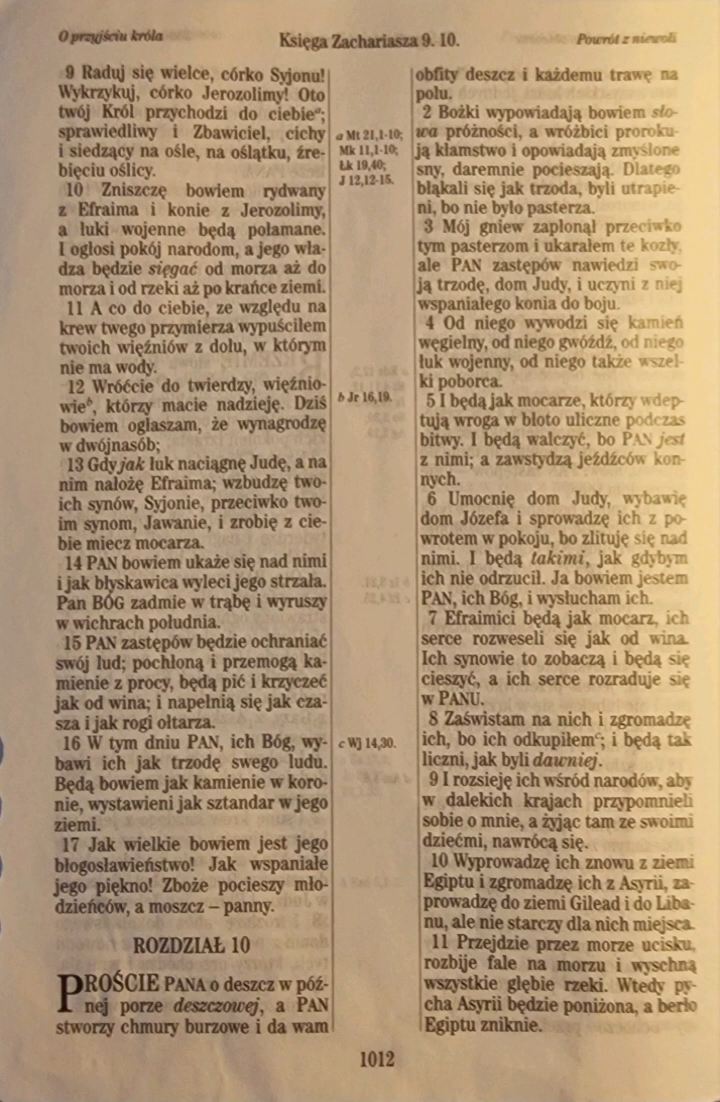 O przyjściu króla
Księga Zachariasza 9. 10.
Powrót z niewoli
9 Raduj się wielce, córko Syjonu!
Wykrzykuj, córko Jerozolimy! Oto
twój Król przychodzi do ciebieᵃ;
sprawiedliwy i Zbawiciel, cichy
i siedzący na ośle, na oślątku, źre-
bięciu oślicy.
10 Zniszczę bowiem rydwany
z Efraima i konie z Jerozolimy,
a łuki wojenne będą połamane.
I ogłosi pokój narodom, a jego wła-
dza będzie sięgać od morza aż do
morza i od rzeki aż po krańce ziemi.
11 A co do ciebie, ze względu na
krew twego przymierza wypuściłem
twoich więźniów z dołu, w którym
nie ma wody.
12 Wróćcie do twierdzy, więźnio-
wieᵇ, którzy macie nadzieję. Dziś
bowiem ogłaszam, że wynagrodzę
w dwójnasób;
13 Gdy jak łuk naciągnę Judę, a na
nim nałożę Efraima; wzbudzę two-
ich synów, Syjonie, przeciwko two-
im synom, Jawanie, i zrobię z cie-
bie miecz mocarza.
14 PAN bowiem ukaże się nad nimi
i jak błyskawica wyleci jego strzała.
Pan BÓG zadmie w trąbę i wyruszy
w wichrach południa.
15 PAN zastępów będzie ochraniać
swój lud; pochłoną i przemogą ka-
mienie z procy, będą pić i krzyczeć
jak od wina; i napełnią się jak cza-
sza i jak rogi ołtarza.
16 W tym dniu PAN, ich Bóg, wy-
bawi ich jak trzodę swego ludu.
Będą bowiem jak kamienie w koro-
nie, wystawieni jak sztandar w jego
ziemi.
17 Jak wielkie bowiem jest jego
błogosławieństwo! Jak wspaniałe
jego piękno! Zboże pocieszy mło-
dzieńców, a moszcz – panny.
ROZDZIAŁ 10
PROŚCIE PANA o deszcz w póź-
nej porze deszczowej, a PAN
stworzy chmury burzowe i da wam
a Mt 21,1-10;
Mk 11,1-10;
Łk 19,40;
J 12,12-15.
b Jr 16,19.
c Wj 14,30.
obfity deszcz i każdemu trawę na
polu.
2 Bożki wypowiadają bowiem sło-
wa próżności, a wróżbici proroku-
ją kłamstwo i opowiadają zmyślone
sny, daremnie pocieszają. Dlatego
błąkali się jak trzoda, byli utrapie-
ni, bo nie było pasterza.
3 Mój gniew zapłonął przeciwko
tym pasterzom i ukarałem te kozły,
ale PAN zastępów nawiedzi swo-
ją trzodę, dom Judy, i uczyni z niej
wspaniałego konia do boju.
4 Od niego wywodzi się kamień
węgielny, od niego gwóźdź, od niego
łuk wojenny, od niego także wszel-
ki poborca.
5 I będą jak mocarze, którzy wdep-
tują wroga w błoto uliczne podczas
bitwy. I będą walczyć, bo PAN jest
z nimi; a zawstydzą jeźdźców kon-
nych.
6 Umocnię dom Judy, wybawię
dom Józefa i sprowadzę ich z po-
wrotem w pokoju, bo zlituję się nad
nimi. I będą takimi, jak gdybym
ich nie odrzucił. Ja bowiem jestem
PAN, ich Bóg, i wysłucham ich.
7 Efraimici będą jak mocarz, ich
serce rozweseli się jak od wina.
Ich synowie to zobaczą i będą się
cieszyć, a ich serce rozraduje się
w PANU.
8 Zaświstam na nich i zgromadzę
ich, bo ich odkupiłemᶜ; i będą tak
liczni, jak byli dawniej.
9 I rozsieję ich wśród narodów, aby
w dalekich krajach przypomnieli
sobie o mnie, a żyjąc tam ze swoimi
dziećmi, nawrócą się.
10 Wyprowadzę ich znowu z ziemi
Egiptu i zgromadzę ich z Asyrii, za-
prowadzę do ziemi Gilead i do Liba-
nu, ale nie starczy dla nich miejsca.
11 Przejdzie przez morze ucisku,
rozbije fale na morzu i wyschną
wszystkie głębie rzeki. Wtedy py-
cha Asyrii będzie poniżona, a berło
Egiptu zniknie.
1012